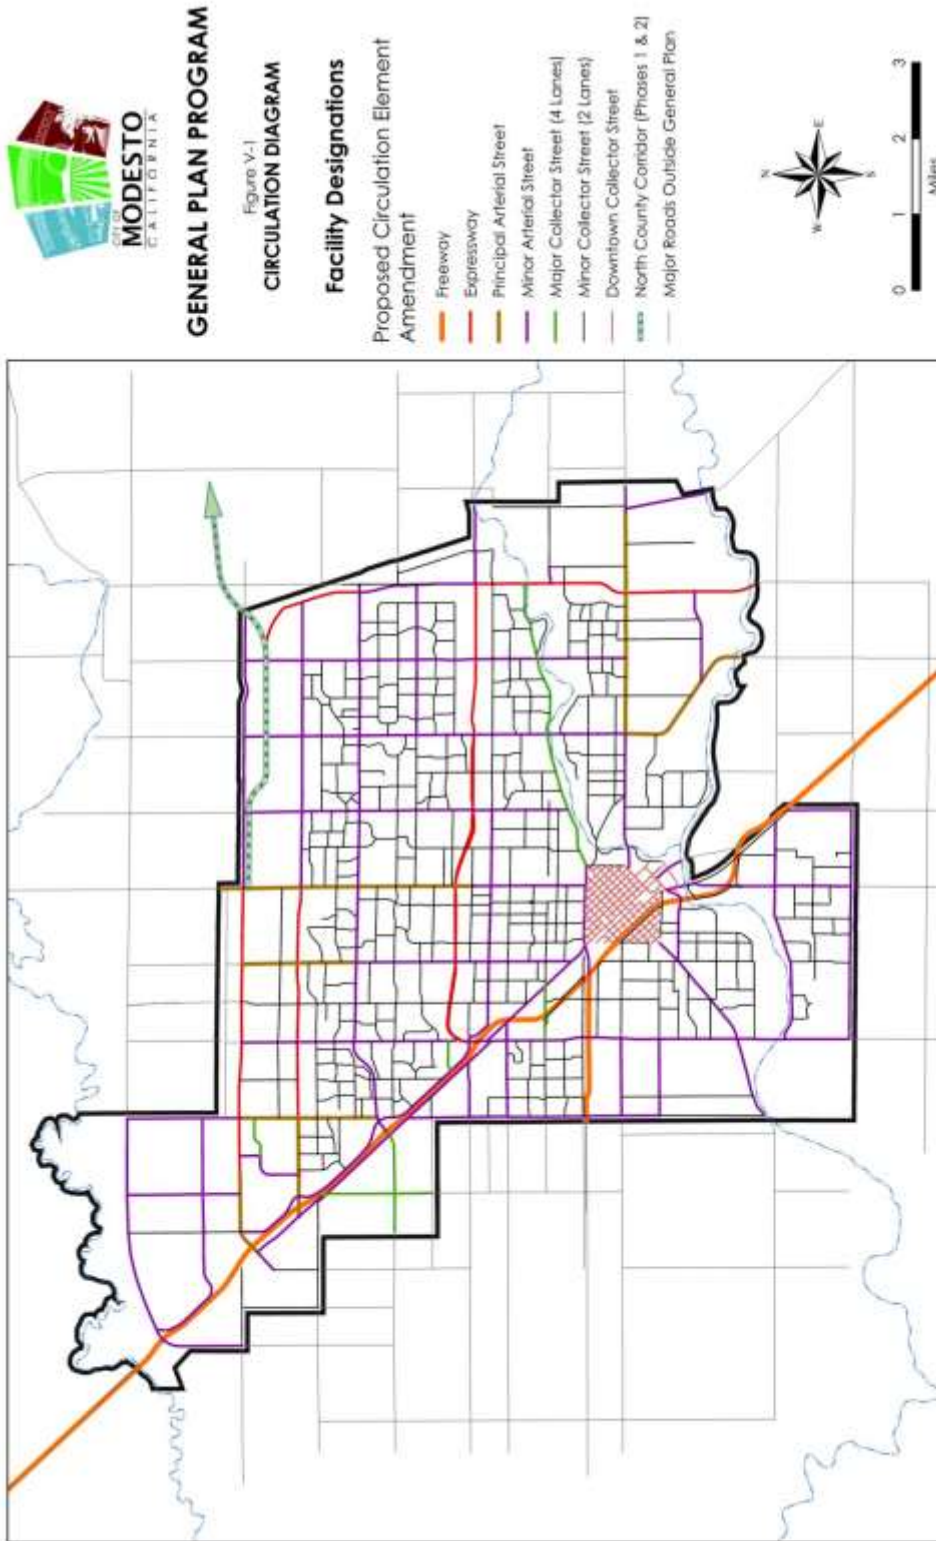 CITY OF
MODESTO
CALIFORNIA
GENERAL PLAN PROGRAM
Figure V-1
CIRCULATION DIAGRAM
Facility Designations
Proposed Circulation Element
Amendment
Freeway
Expressway
Principal Arterial Street
Minor Arterial Street
Major Collector Street (4 Lanes)
Minor Collector Street (2 Lanes)
Downtown Collector Street
North County Corridor (Phases 1 & 2)
Major Roads Outside General Plan
N
W
E
S
0 1 2 3
Miles